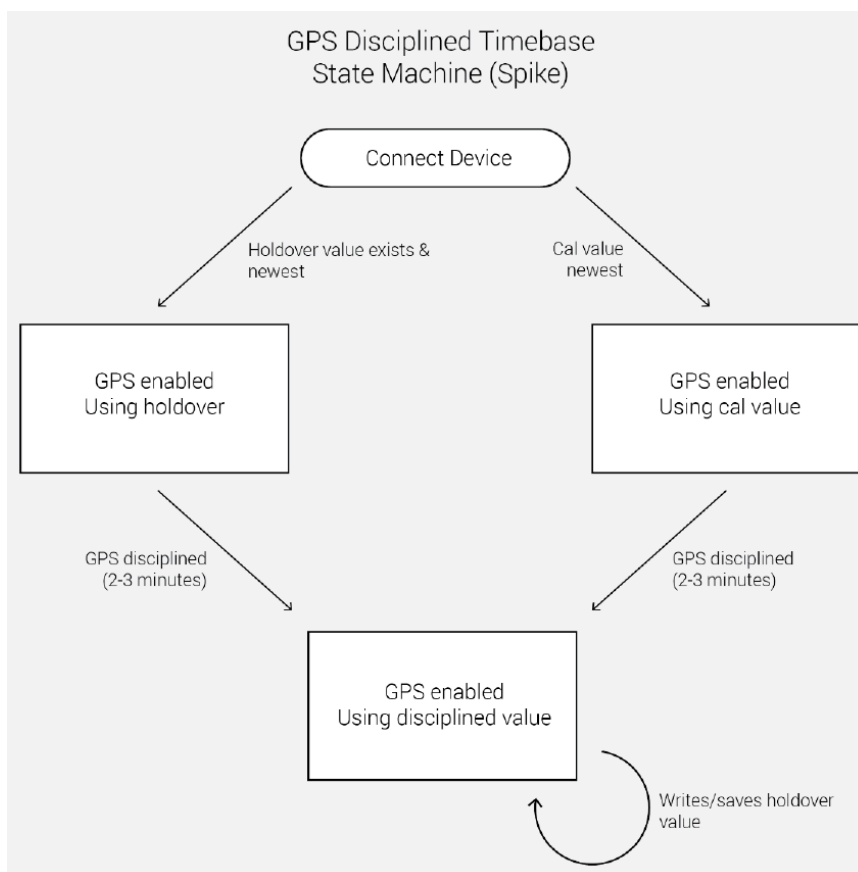 GPS Disciplined Timebase
State Machine (Spike)
Connect Device
Holdover value exists &
newest
Cal value
newest
GPS enabled
Using holdover
GPS enabled
Using cal value
GPS disciplined
(2-3 minutes)
GPS disciplined
(2-3 minutes)
GPS enabled
Using disciplined value
Writes/saves holdover
value